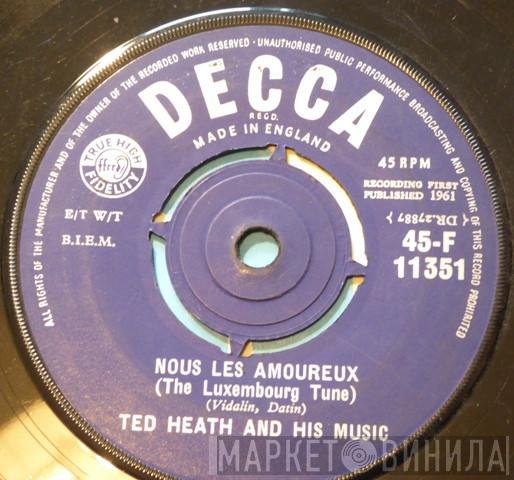 ALL RIGHTS OF THE MANUFACTURER AND OF THE OWNER OF THE RECORDED WORK RESERVED · UNAUTHORISED PUBLIC PERFORMANCE BROADCASTING AND COPYING OF THIS RECORD PROHIBITED
DECCA
REGD.
MADE IN ENGLAND
TRUE HIGH
ffrr
FIDELITY
45 RPM
RECORDING FIRST
PUBLISHED 1961
E/T W/T
(DR.27887)
B.I.E.M.
45-F
11351
NOUS LES AMOUREUX
(The Luxembourg Tune)
(Vidalin, Datin)
TED HEATH AND HIS MUSIC
МАРКЕТ ВИНИЛА